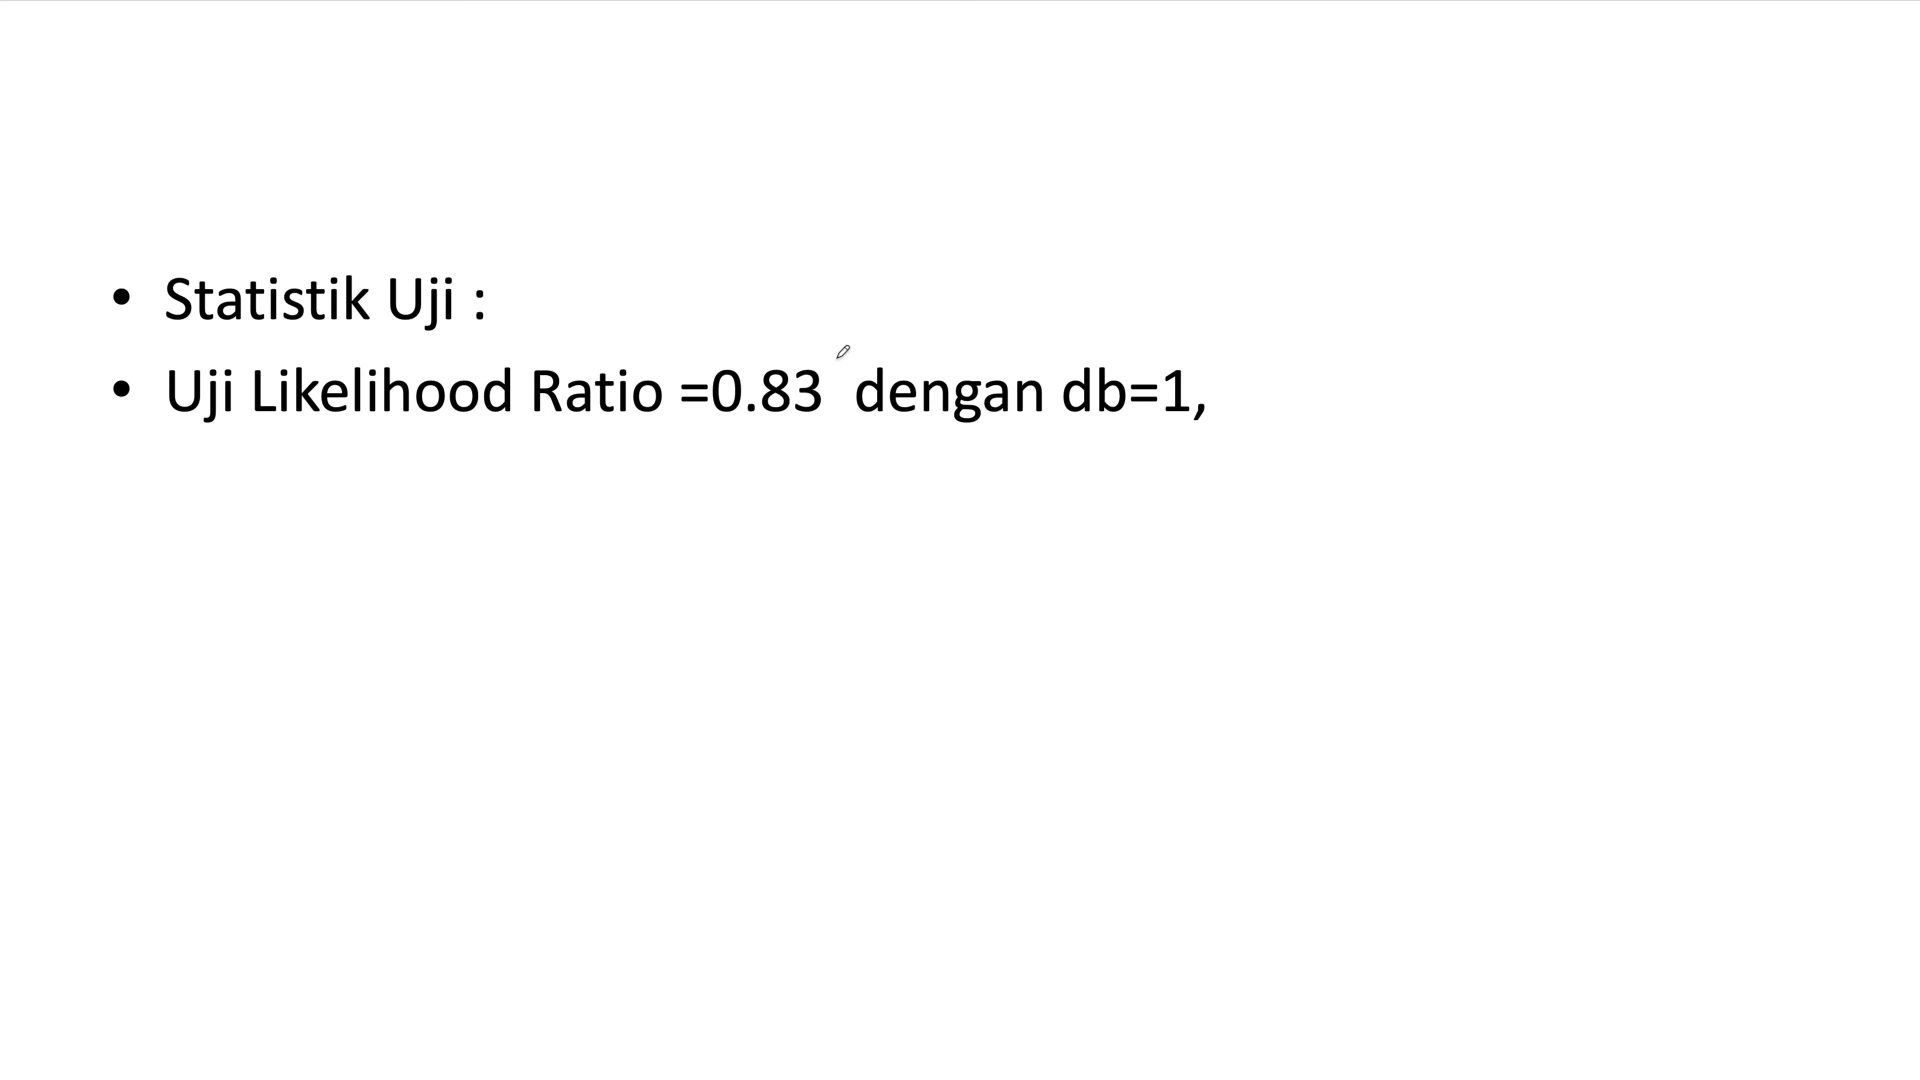 • Statistik Uji :
• Uji Likelihood Ratio =0.83 dengan db=1,